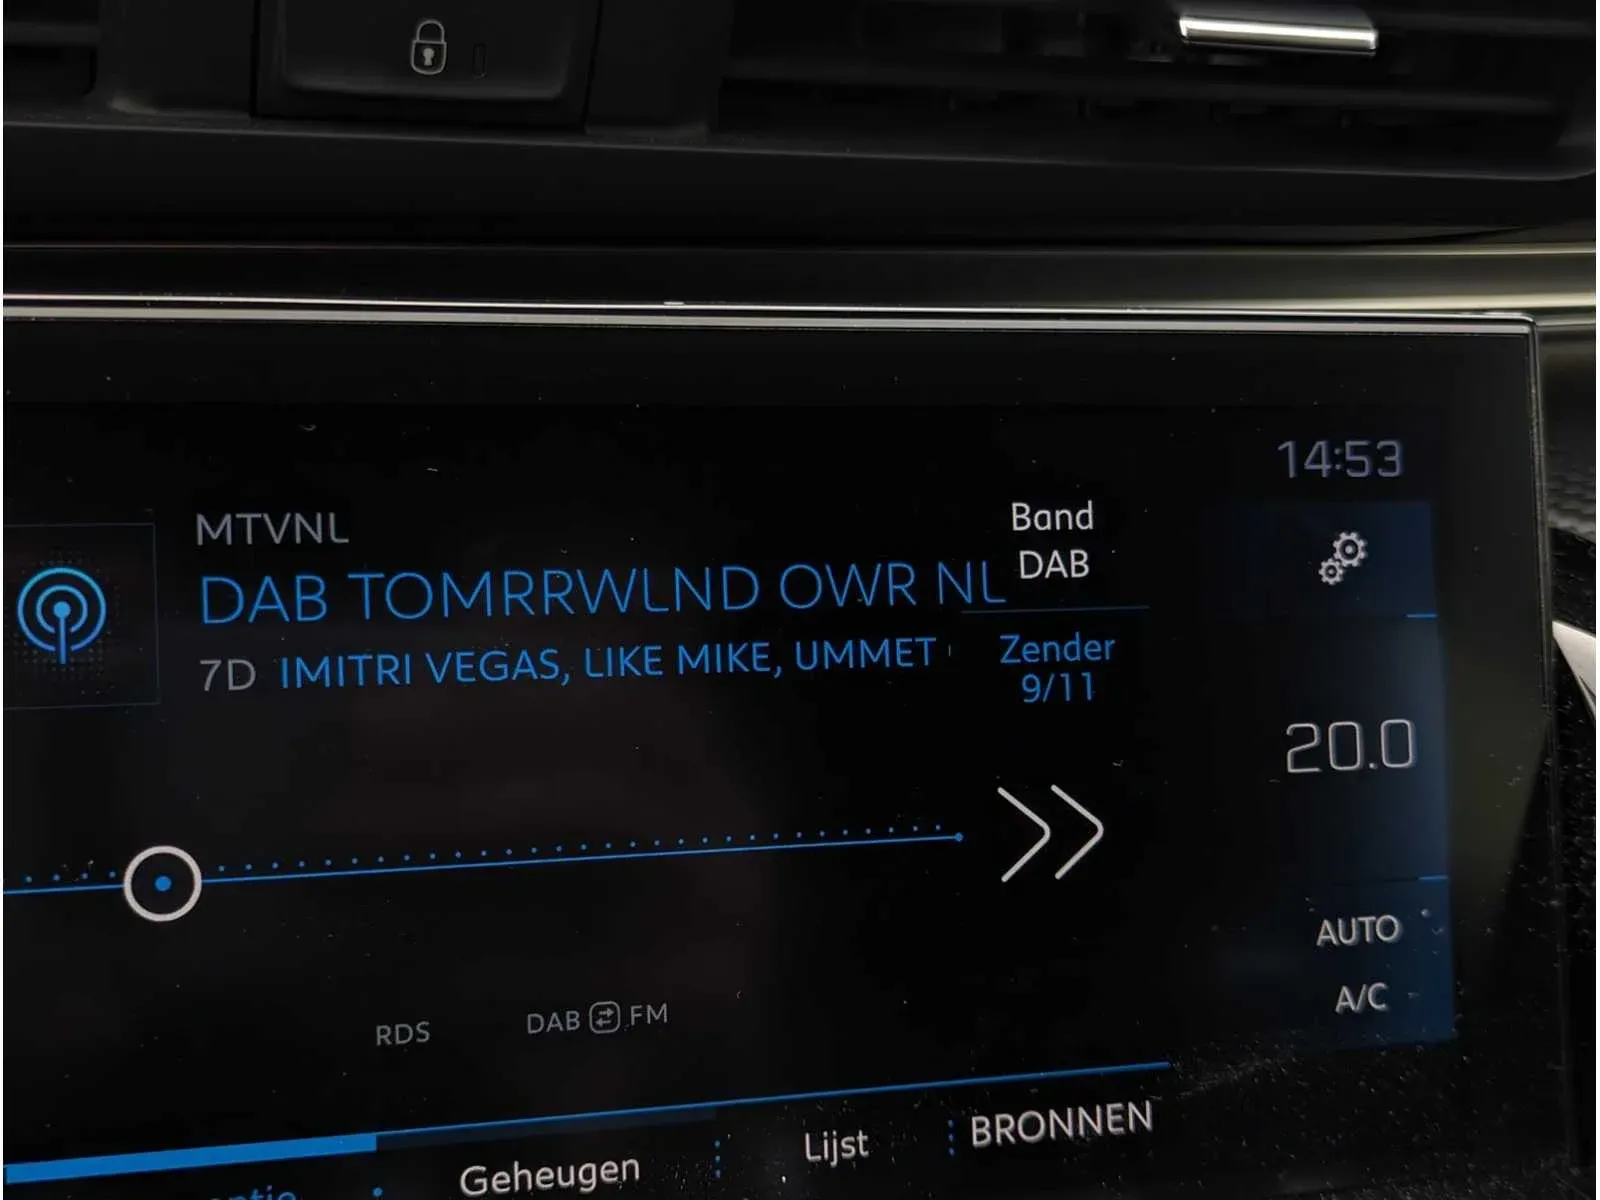 14:53
MTVNL
Band
DAB
DAB TOMRRWLND OWR NL
7D IMITRI VEGAS, LIKE MIKE, UMMET
Zender
9/11
20.0
AUTO
A/C
RDS
DAB FM
Geheugen
Lijst
BRONNEN